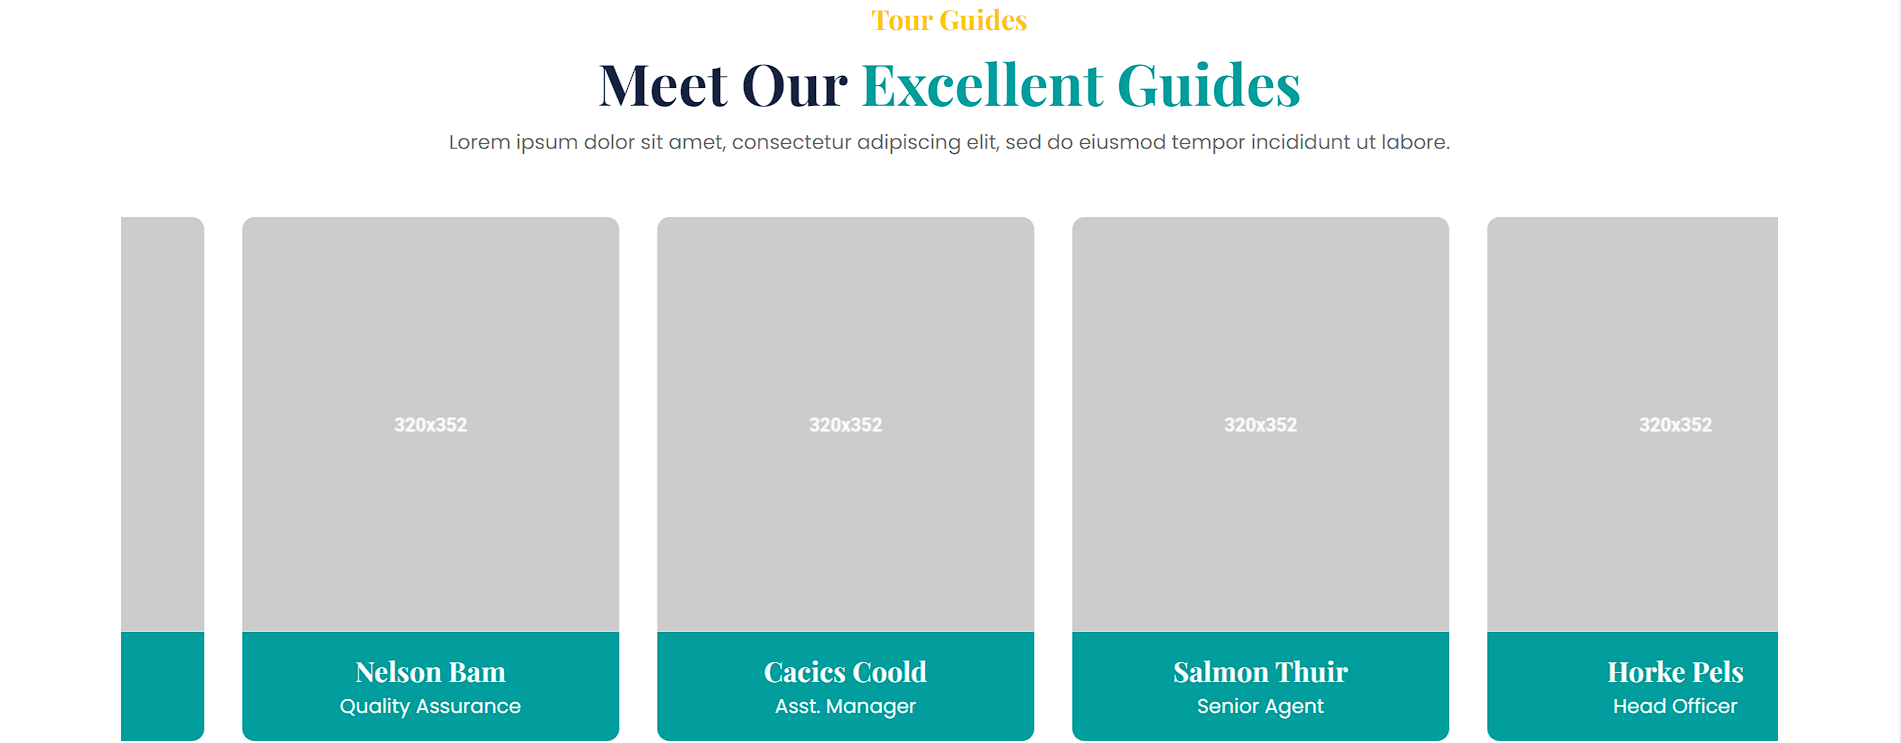 Tour Guides
Meet Our Excellent Guides
Lorem ipsum dolor sit amet, consectetur adipiscing elit, sed do eiusmod tempor incididunt ut labore.
320x352
320x352
320x352
320x352
Nelson Bam
Quality Assurance
Cacics Coold
Asst. Manager
Salmon Thuir
Senior Agent
Horke Pels
Head Officer